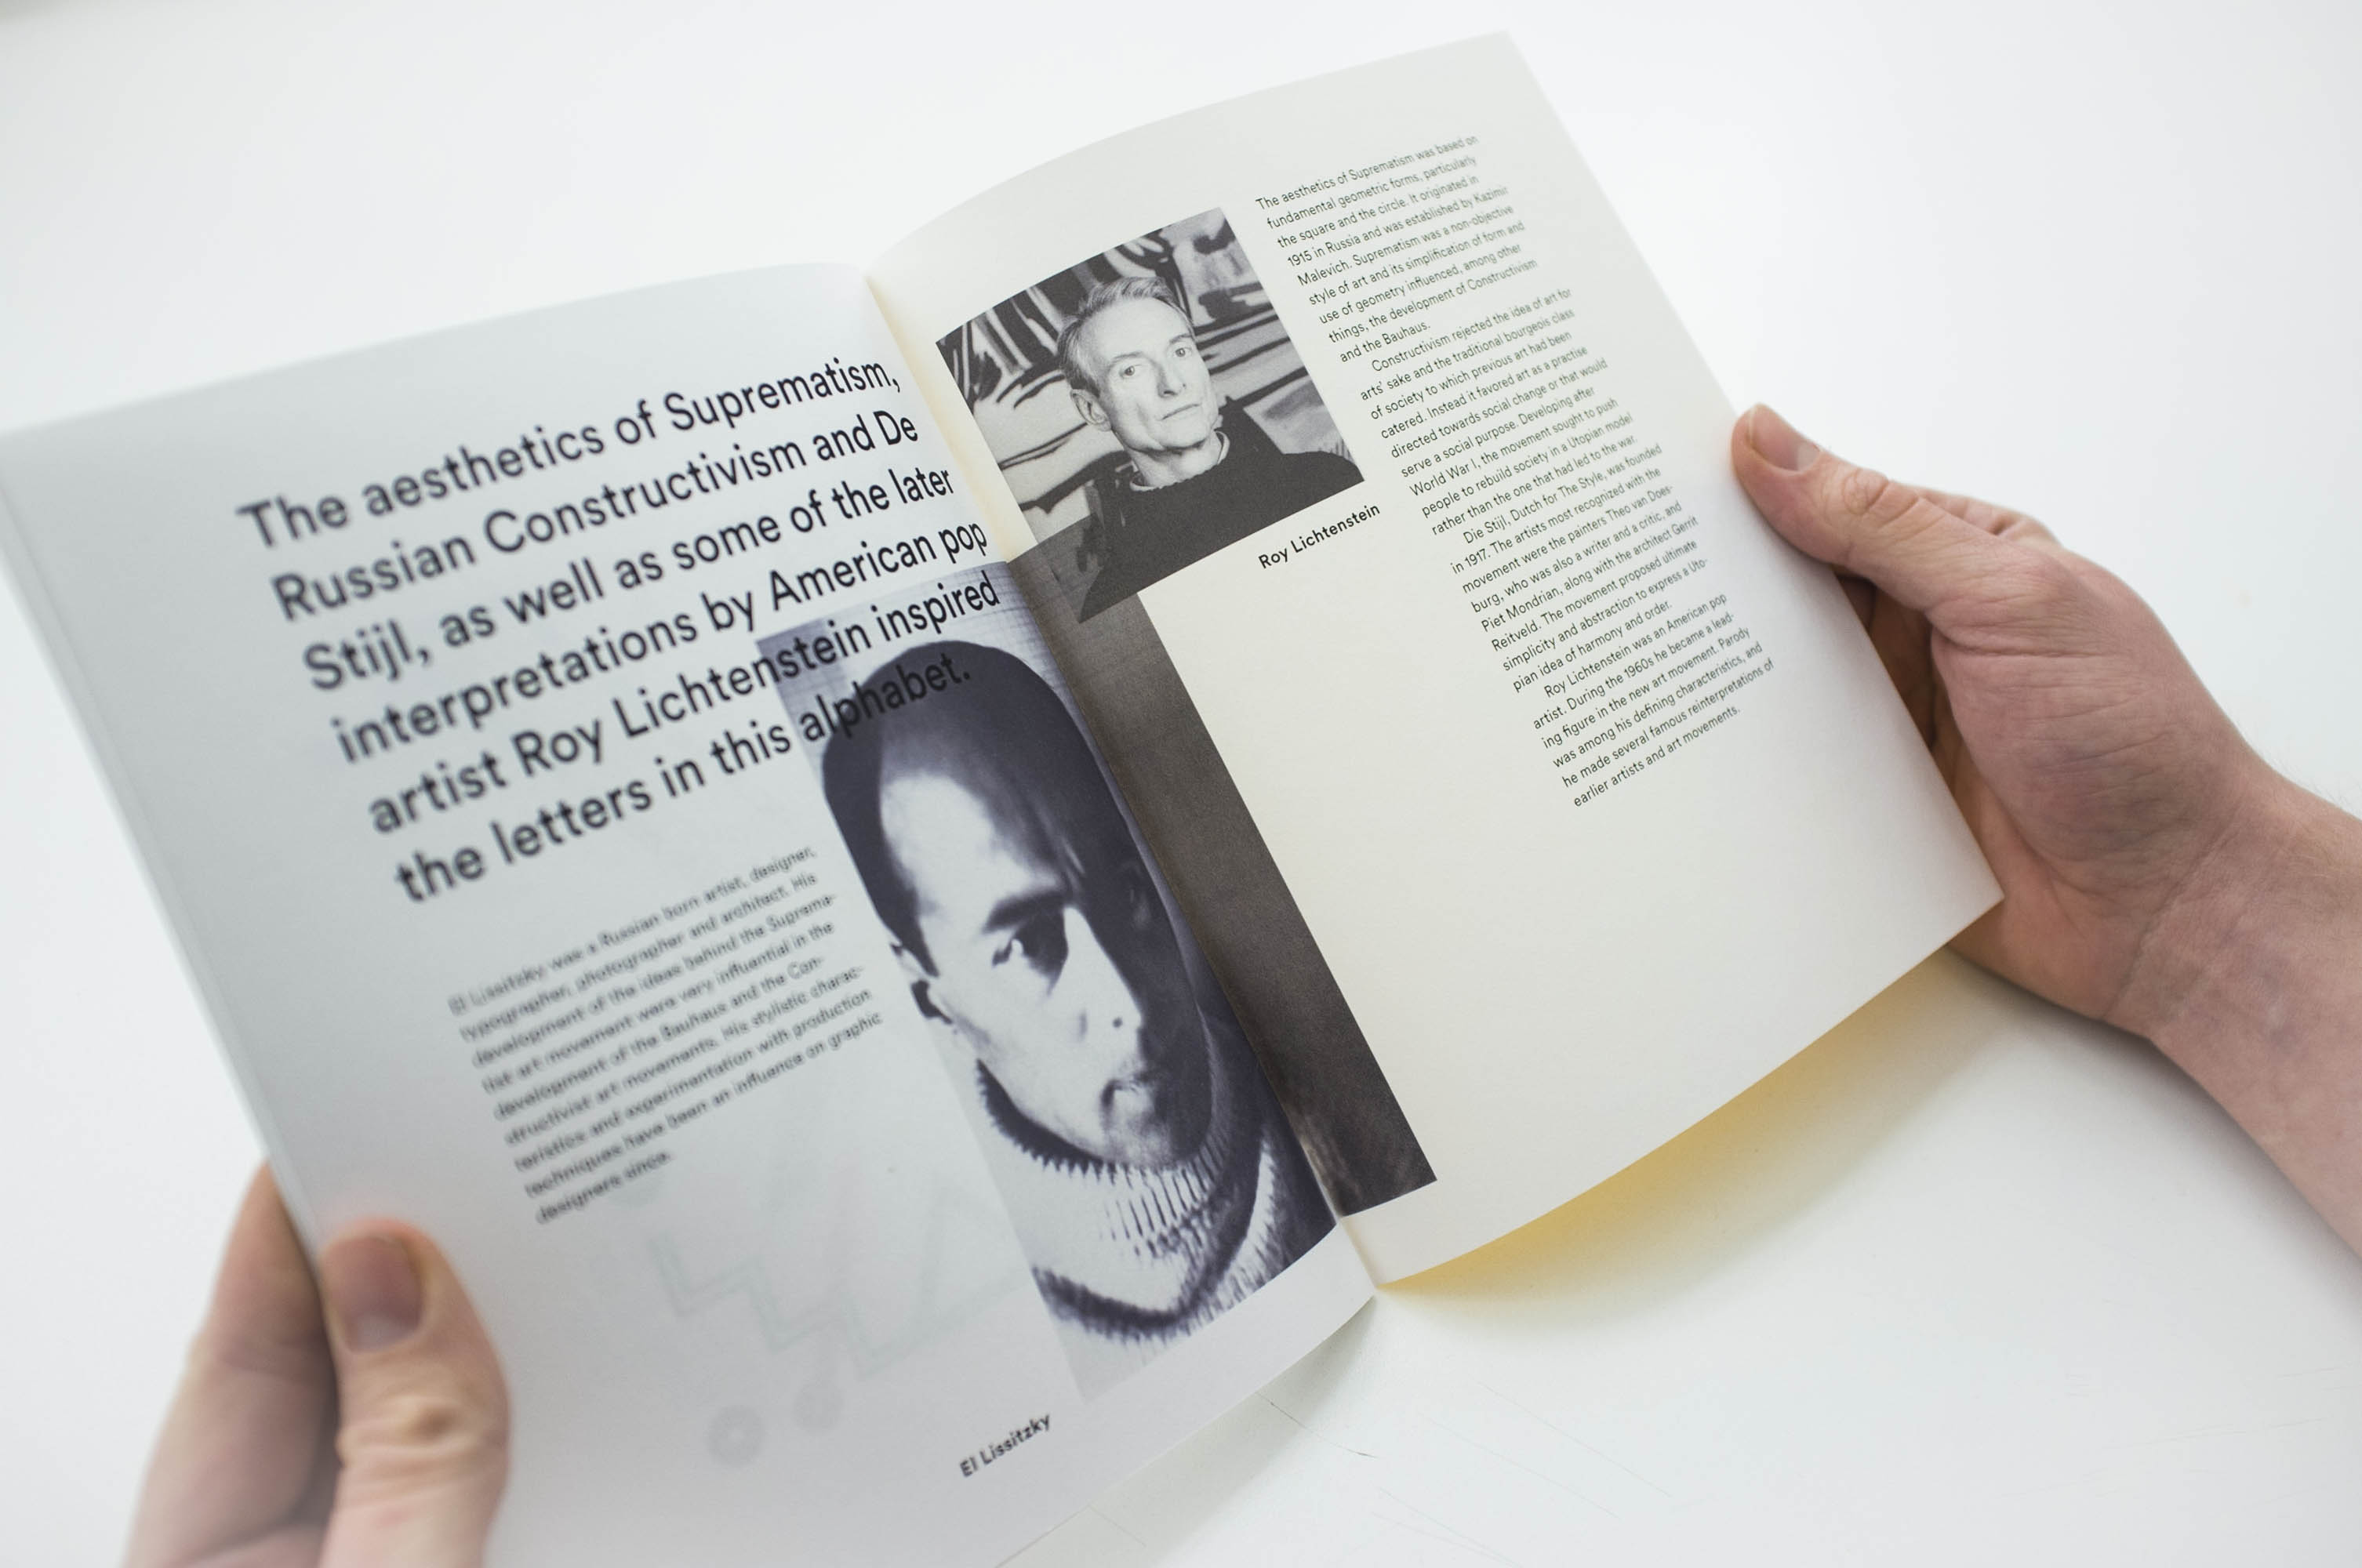 The aesthetics of Suprematism,
Russian Constructivism and De
Stijl, as well as some of the later
interpretations by American pop
artist Roy Lichtenstein inspired
the letters in this alphabet.
El Lissitzky was a Russian born artist, designer,
typographer, photographer and architect. His
development of the ideas behind the Suprema-
tist art movement were very influential in the
development of the Bauhaus and the Con-
structivist art movements. His stylistic charac-
teristics and experimentation with production
techniques have been an influence on graphic
designers since.
El Lissitzky
Roy Lichtenstein
The aesthetics of Suprematism was based on
fundamental geometric forms, particularly
the square and the circle. It originated in
1915 in Russia and was established by Kazimir
Malevich. Suprematism was a non-objective
style of art and its simplification of form and
use of geometry influenced, among other
things, the development of Constructivism
and the Bauhaus.
Constructivism rejected the idea of art for
arts' sake and the traditional bourgeois class
of society to which previous art had been
catered. Instead it favored art as a practise
directed towards social change or that would
serve a social purpose. Developing after
World War I, the movement sought to push
people to rebuild society in a Utopian model
rather than the one that had led to the war.
Die Stijl, Dutch for The Style, was founded
in 1917. The artists most recognized with the
movement were the painters Theo van Does-
burg, who was also a writer and a critic, and
Piet Mondrian, along with the architect Gerrit
Reitveld. The movement proposed ultimate
simplicity and abstraction to express a Uto-
pian idea of harmony and order.
Roy Lichtenstein was an American pop
artist. During the 1960s he became a lead-
ing figure in the new art movement. Parody
was among his defining characteristics, and
he made several famous reinterpretations of
earlier artists and art movements.